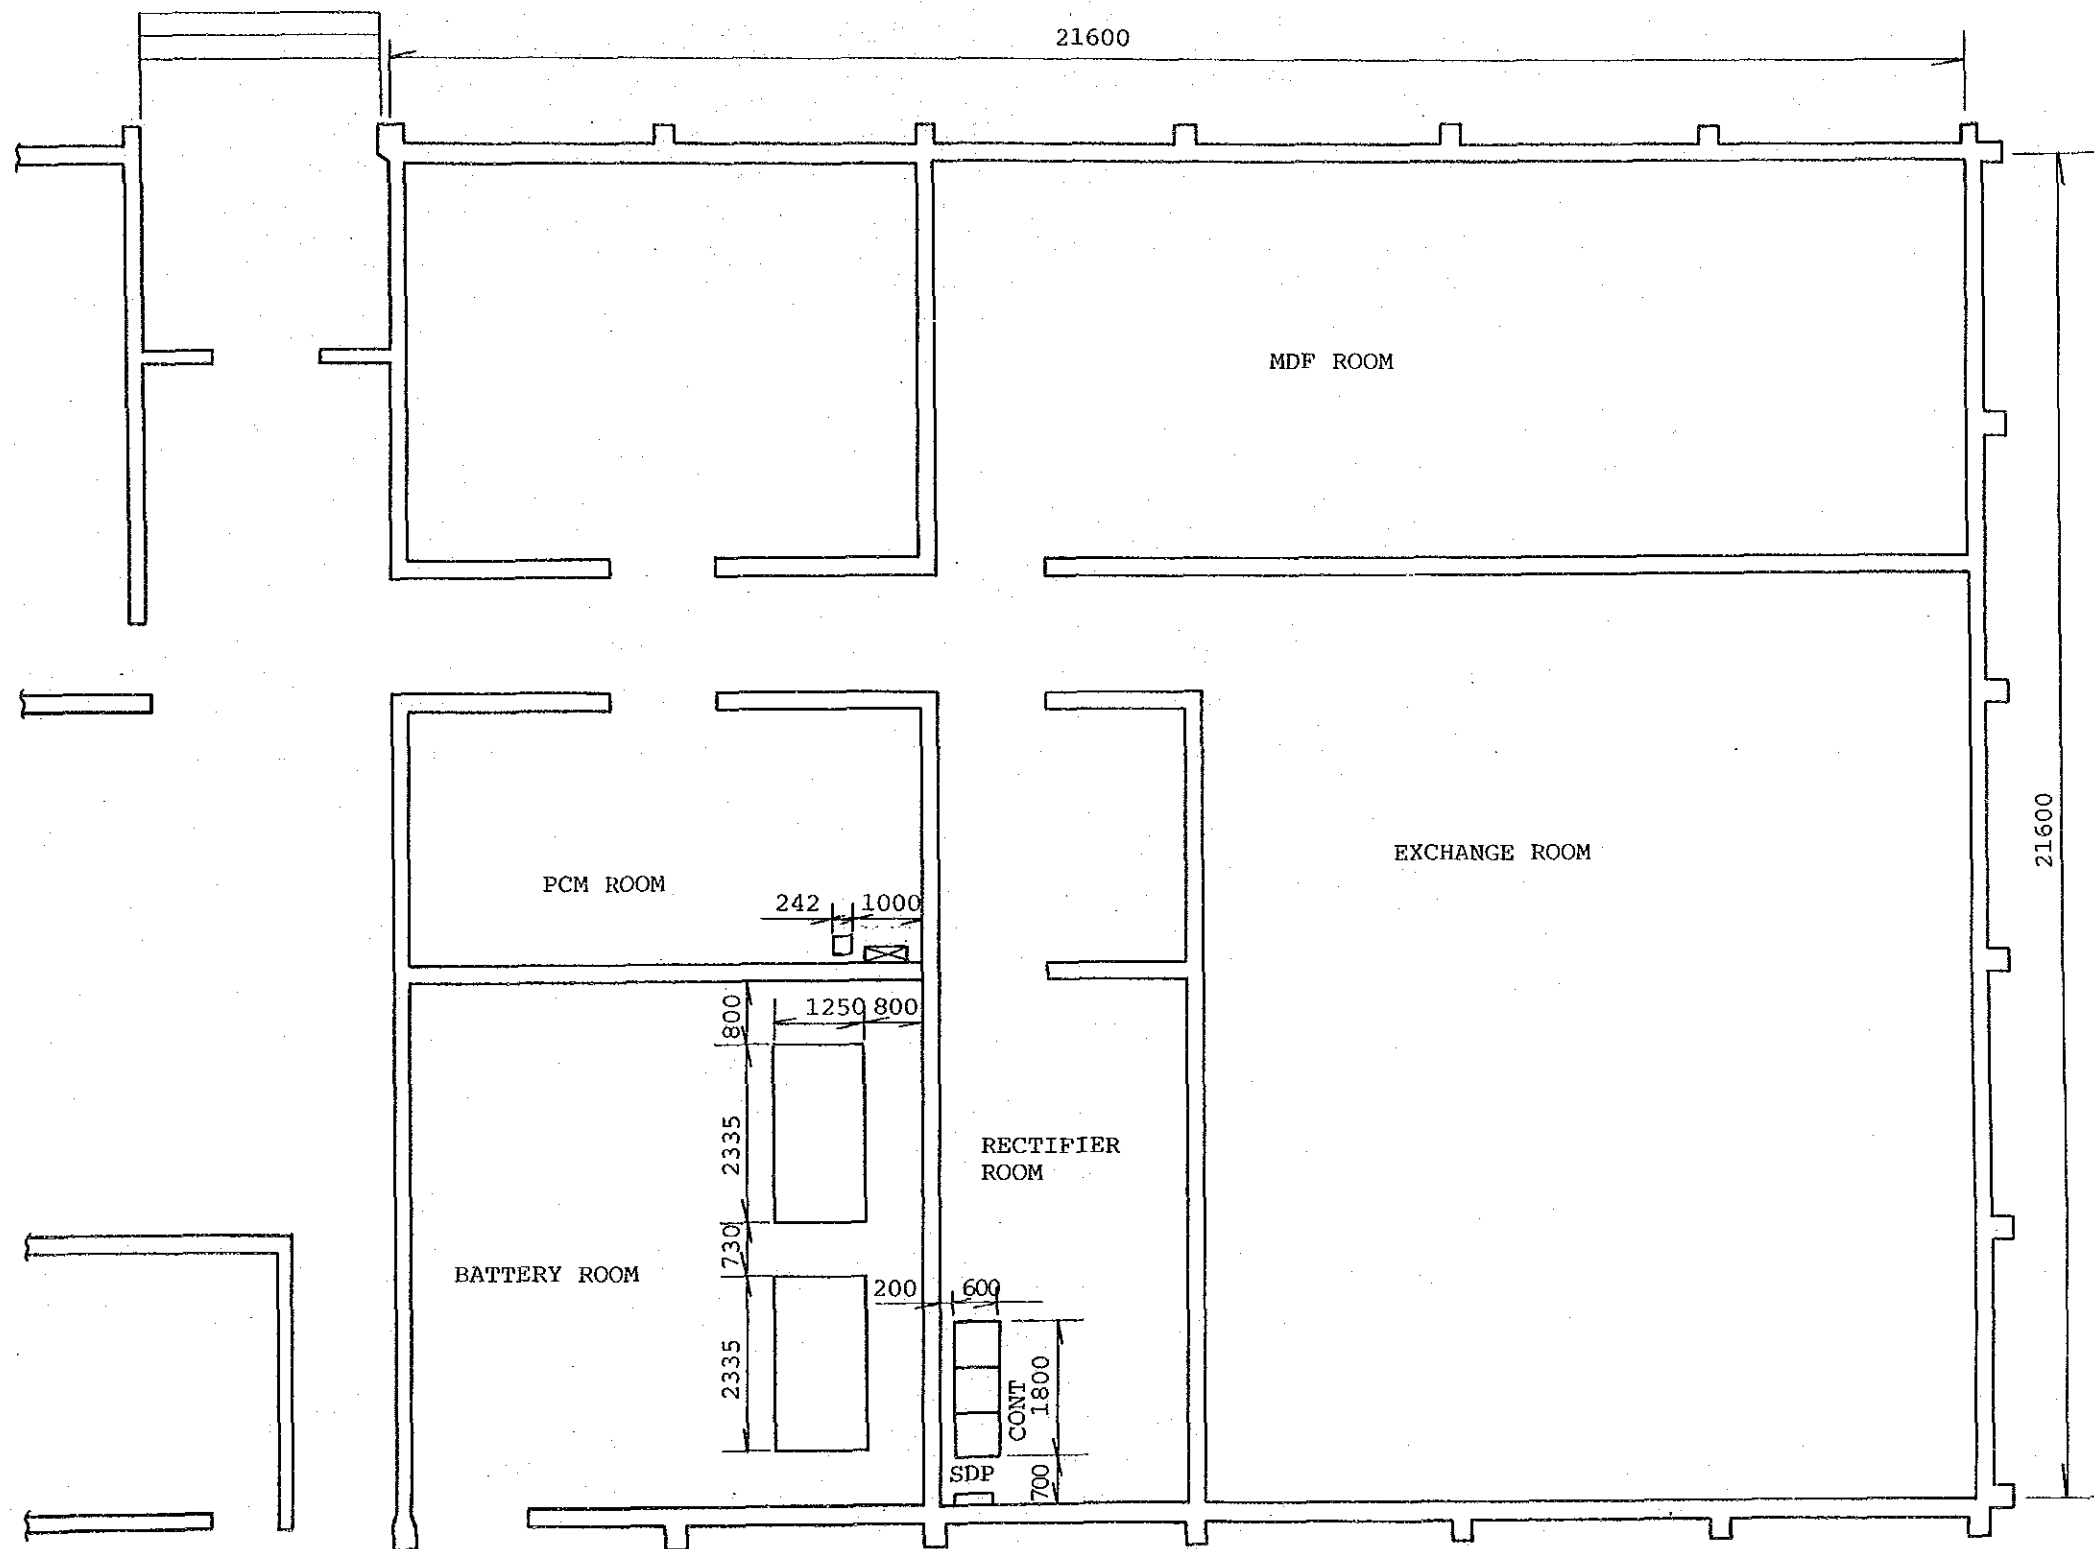 21600
MDF ROOM
21600
EXCHANGE ROOM
PCM ROOM
242
1000
800
1250
800
2335
RECTIFIER
ROOM
730
BATTERY ROOM
200
600
2335
CONT
1800
SDP
700